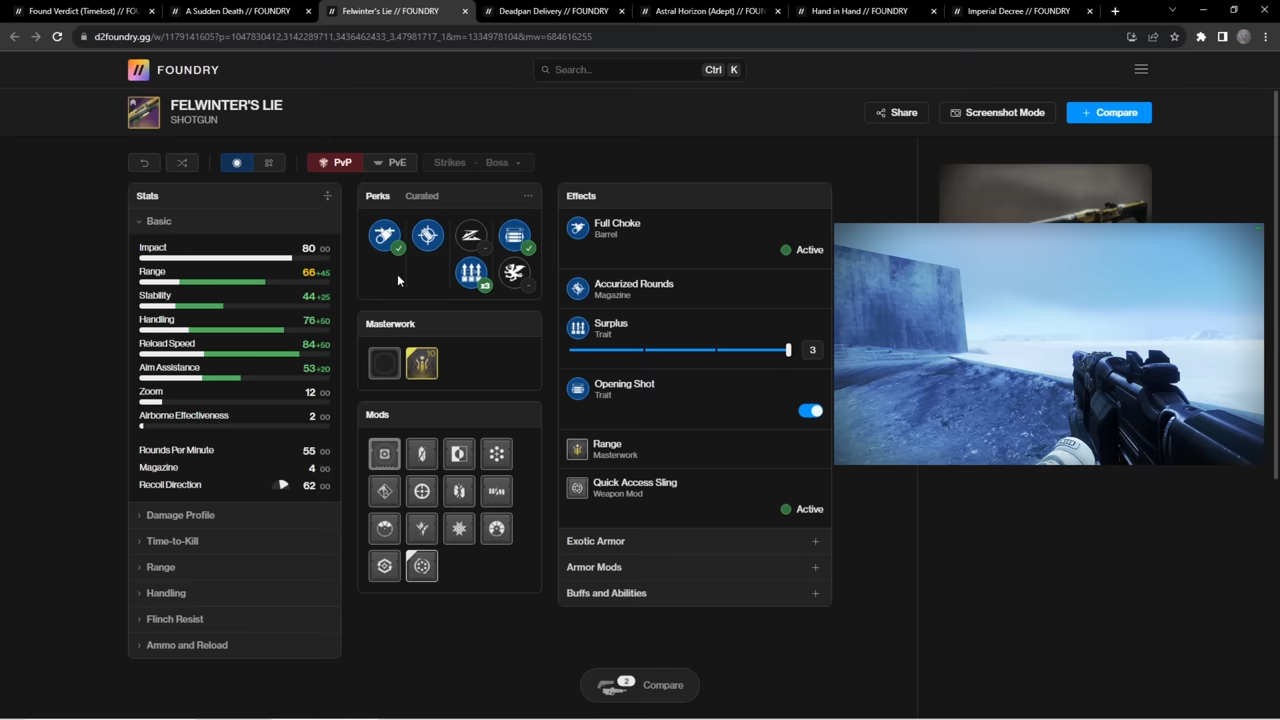 Found Verdict (Timelost) // FOU
A Sudden Death // FOUNDRY
Felwinter's Lie // FOUNDRY
Deadpan Delivery // FOUNDRY
Astral Horizon (Adept) // FOUN
Hand in Hand // FOUNDRY
Imperial Decree // FOUNDRY
d2foundry.gg/w/1179141605?p=1047830412,3142289711,3436462433_3,47981717_1&m=1334978104&mw=684616255
FOUNDRY
Search...
Ctrl K
FELWINTER'S LIE
SHOTGUN
Share
Screenshot Mode
+ Compare
PvP
PvE
Strikes - Boss
Stats
Basic
Impact 80 00
Range 66 +45
Stability 44 +25
Handling 76 +50
Reload Speed 84 +50
Aim Assistance 53 +20
Zoom 12 00
Airborne Effectiveness 2 00
Rounds Per Minute 55 00
Magazine 4 00
Recoil Direction 62 00
Damage Profile
Time-to-Kill
Range
Handling
Flinch Resist
Ammo and Reload
Perks
Curated
x3
Masterwork
10
Mods
Effects
Full Choke
Barrel
Active
Accurized Rounds
Magazine
Surplus
Trait
3
Opening Shot
Trait
Range
Masterwork
Quick Access Sling
Weapon Mod
Active
Exotic Armor
Armor Mods
Buffs and Abilities
2
Compare